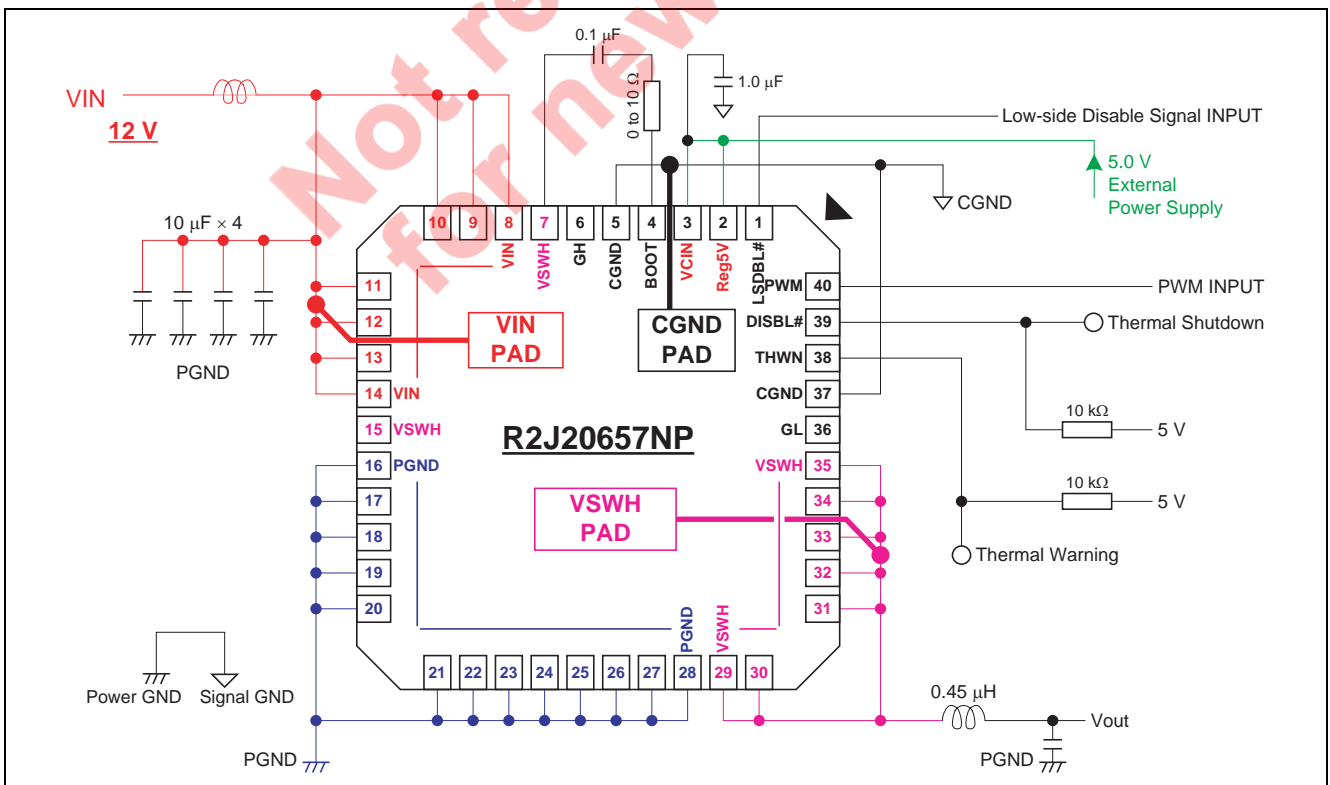 Not re
for new
0.1 μF
0 to 10 Ω
1.0 μF
VIN
12 V
Low-side Disable Signal INPUT
5.0 V
External
Power Supply
CGND
10 μF × 4
PGND
10
9
8
7
6
5
4
3
2
1
VIN
VSWH
GH
CGND
BOOT
VCIN
Reg5V
LSDBL#
11
12
13
14 VIN
15 VSWH
16 PGND
17
18
19
20
VIN
PAD
CGND
PAD
R2J20657NP
VSWH
PAD
PWM 40
PWM INPUT
DISBL# 39
Thermal Shutdown
THWN 38
CGND 37
10 kΩ
5 V
GL 36
VSWH 35
10 kΩ
5 V
34
33
Thermal Warning
32
31
PGND
VSWH
21
22
23
24
25
26
27
28
29
30
Power GND
Signal GND
PGND
0.45 μH
Vout
PGND